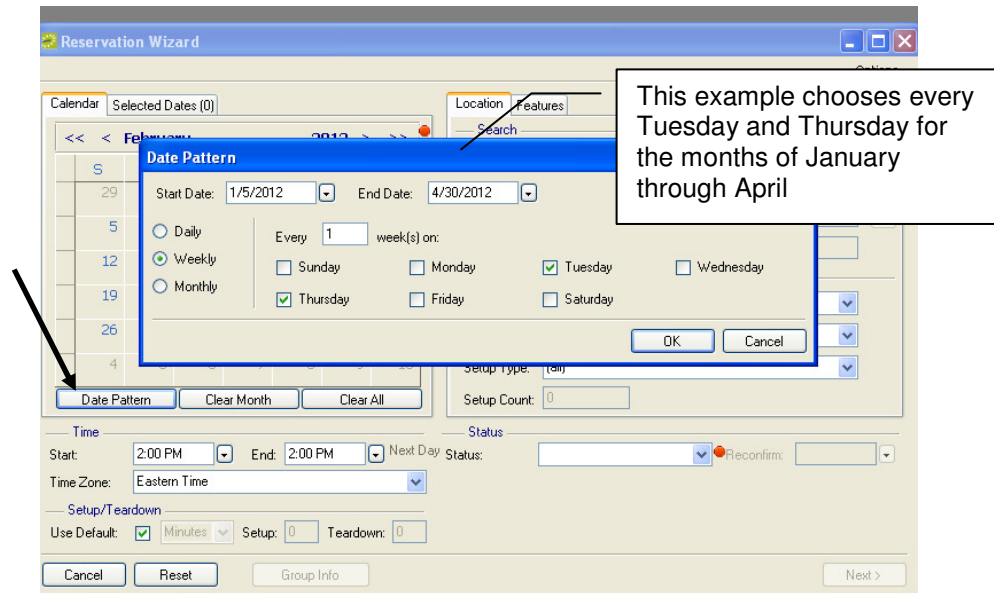 Reservation Wizard
This example chooses every
Tuesday and Thursday for
the months of January
through April
Calendar Selected Dates (0)
Location Features
<< < February 2012 > >>
Search
Date Pattern
S
Start Date: 1/5/2012 End Date: 4/30/2012
29
5
12
19
26
4
Daily
Weekly
Monthly
Every 1 week(s) on:
Sunday Monday Tuesday Wednesday
Thursday Friday Saturday
OK Cancel
Setup Type: (all)
Date Pattern Clear Month Clear All
Setup Count: 0
Time
Status
Start: 2:00 PM End: 2:00 PM Next Day
Status: Reconfirm:
Time Zone: Eastern Time
Setup/Teardown
Use Default: Minutes Setup: 0 Teardown: 0
Cancel Reset Group Info Next >